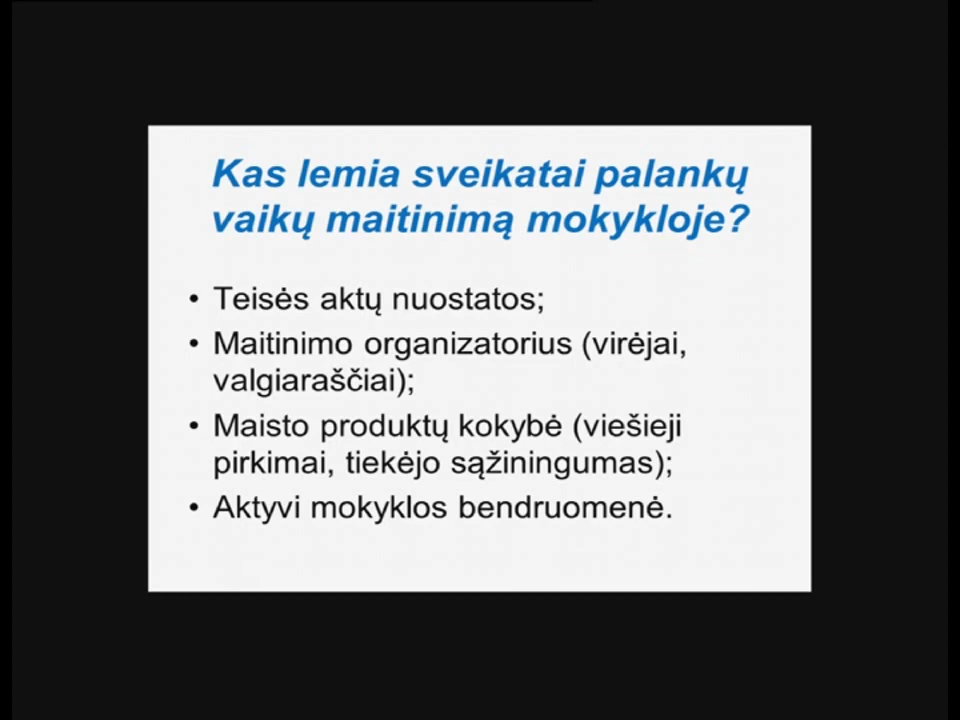 Kas lemia sveikatai palankų
vaikų maitinimą mokykloje?
• Teisės aktų nuostatos;
• Maitinimo organizatorius (virėjai,
valgiaraščiai);
• Maisto produktų kokybė (viešieji
pirkimai, tiekėjo sąžiningumas);
• Aktyvi mokyklos bendruomenė.